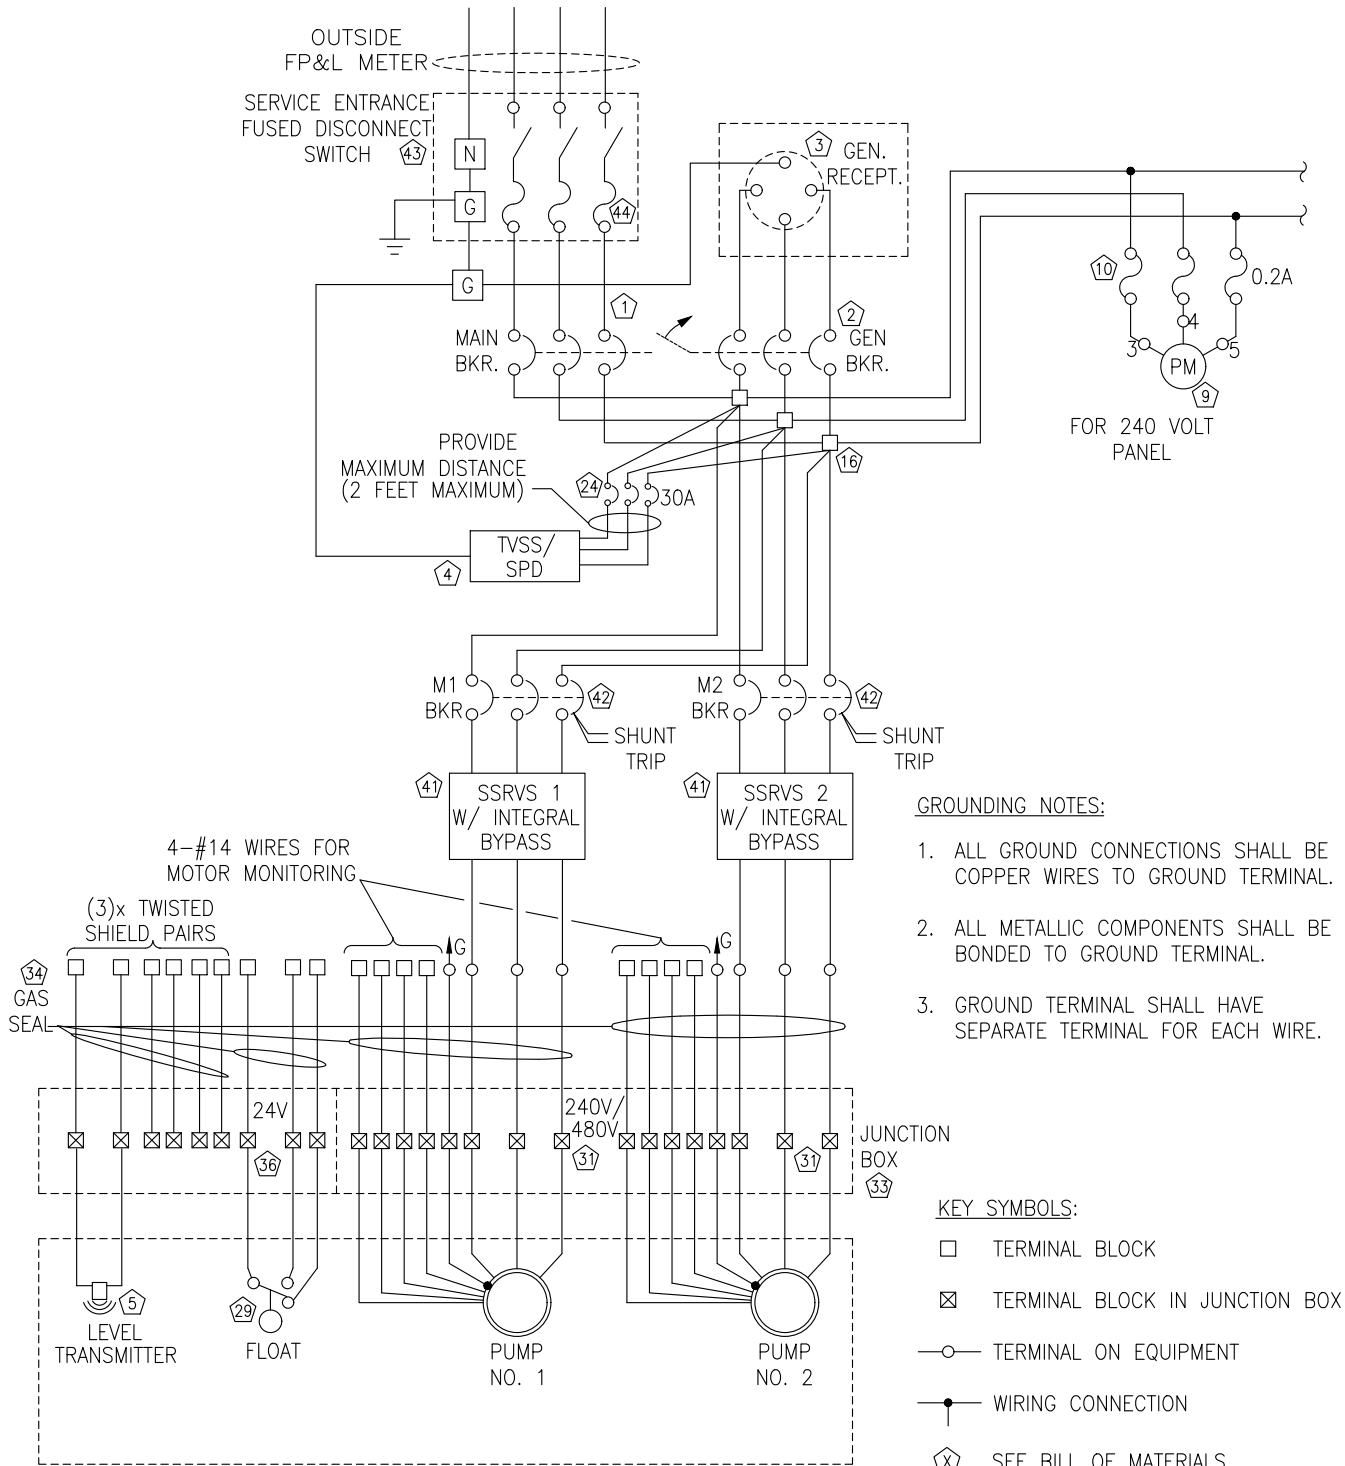 OUTSIDE
FP&L METER
SERVICE ENTRANCE
FUSED DISCONNECT
SWITCH
43
N
G
44
3
GEN.
RECEPT.
G
1
MAIN
BKR.
2
GEN
BKR.
10
0.2A
4
3
5
PM
9
FOR 240 VOLT
PANEL
PROVIDE
MAXIMUM DISTANCE
(2 FEET MAXIMUM)
24
30A
16
TVSS/
SPD
4
M1
BKR
42
SHUNT
TRIP
M2
BKR
42
SHUNT
TRIP
41
SSRVS 1
W/ INTEGRAL
BYPASS
41
SSRVS 2
W/ INTEGRAL
BYPASS
GROUNDING NOTES:
1. ALL GROUND CONNECTIONS SHALL BE
COPPER WIRES TO GROUND TERMINAL.
2. ALL METALLIC COMPONENTS SHALL BE
BONDED TO GROUND TERMINAL.
3. GROUND TERMINAL SHALL HAVE
SEPARATE TERMINAL FOR EACH WIRE.
4-#14 WIRES FOR
MOTOR MONITORING
(3)x TWISTED
SHIELD PAIRS
G
G
34
GAS
SEAL
24V
36
240V/
480V
31
31
JUNCTION
BOX
33
5
LEVEL
TRANSMITTER
29
FLOAT
PUMP
NO. 1
PUMP
NO. 2
KEY SYMBOLS:
TERMINAL BLOCK
TERMINAL BLOCK IN JUNCTION BOX
TERMINAL ON EQUIPMENT
WIRING CONNECTION
X SEE BILL OF MATERIALS